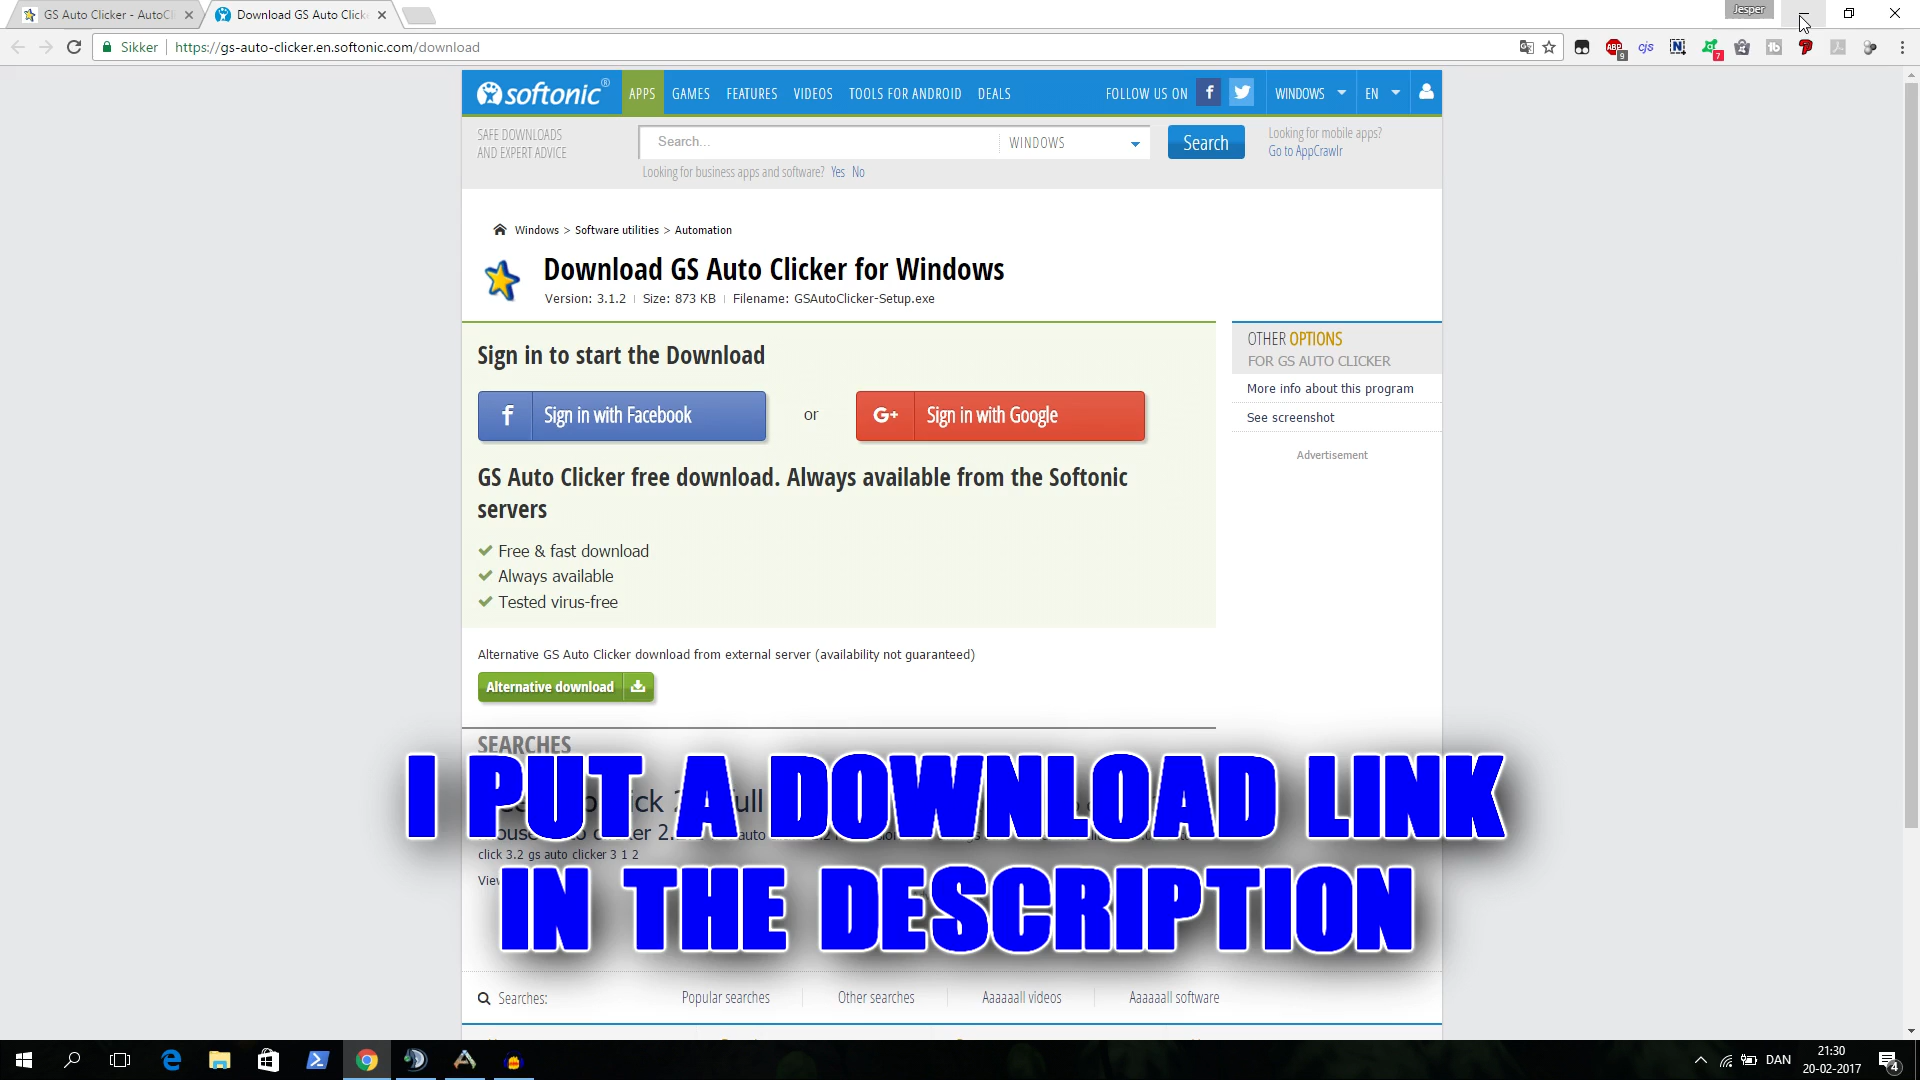 GS Auto Clicker - AutoCl
Download GS Auto Click
Jesper
Sikker
https://gs-auto-clicker.en.softonic.com/download
ABP
9
cjs
N
7
softonic®
APPS
GAMES
FEATURES
VIDEOS
TOOLS FOR ANDROID
DEALS
FOLLOW US ON
WINDOWS
EN
SAFE DOWNLOADS
AND EXPERT ADVICE
Search...
WINDOWS
Search
Looking for mobile apps?
Go to AppCrawlr
Looking for business apps and software? Yes No
Windows > Software utilities > Automation
Download GS Auto Clicker for Windows
Version: 3.1.2 | Size: 873 KB | Filename: GSAutoClicker-Setup.exe
Sign in to start the Download
Sign in with Facebook
or
G+ Sign in with Google
OTHER OPTIONS
FOR GS AUTO CLICKER
More info about this program
See screenshot
Advertisement
GS Auto Clicker free download. Always available from the Softonic
servers
Free & fast download
Always available
Tested virus-free
Alternative GS Auto Clicker download from external server (availability not guaranteed)
Alternative download
SEARCHES
I PUT A DOWNLOAD LINK
click 3.2 gs auto clicker 3 1 2
IN THE DESCRIPTION
Searches:
Popular searches
Other searches
Aaaaaall videos
Aaaaaall software
DAN
21:30
20-02-2017
4